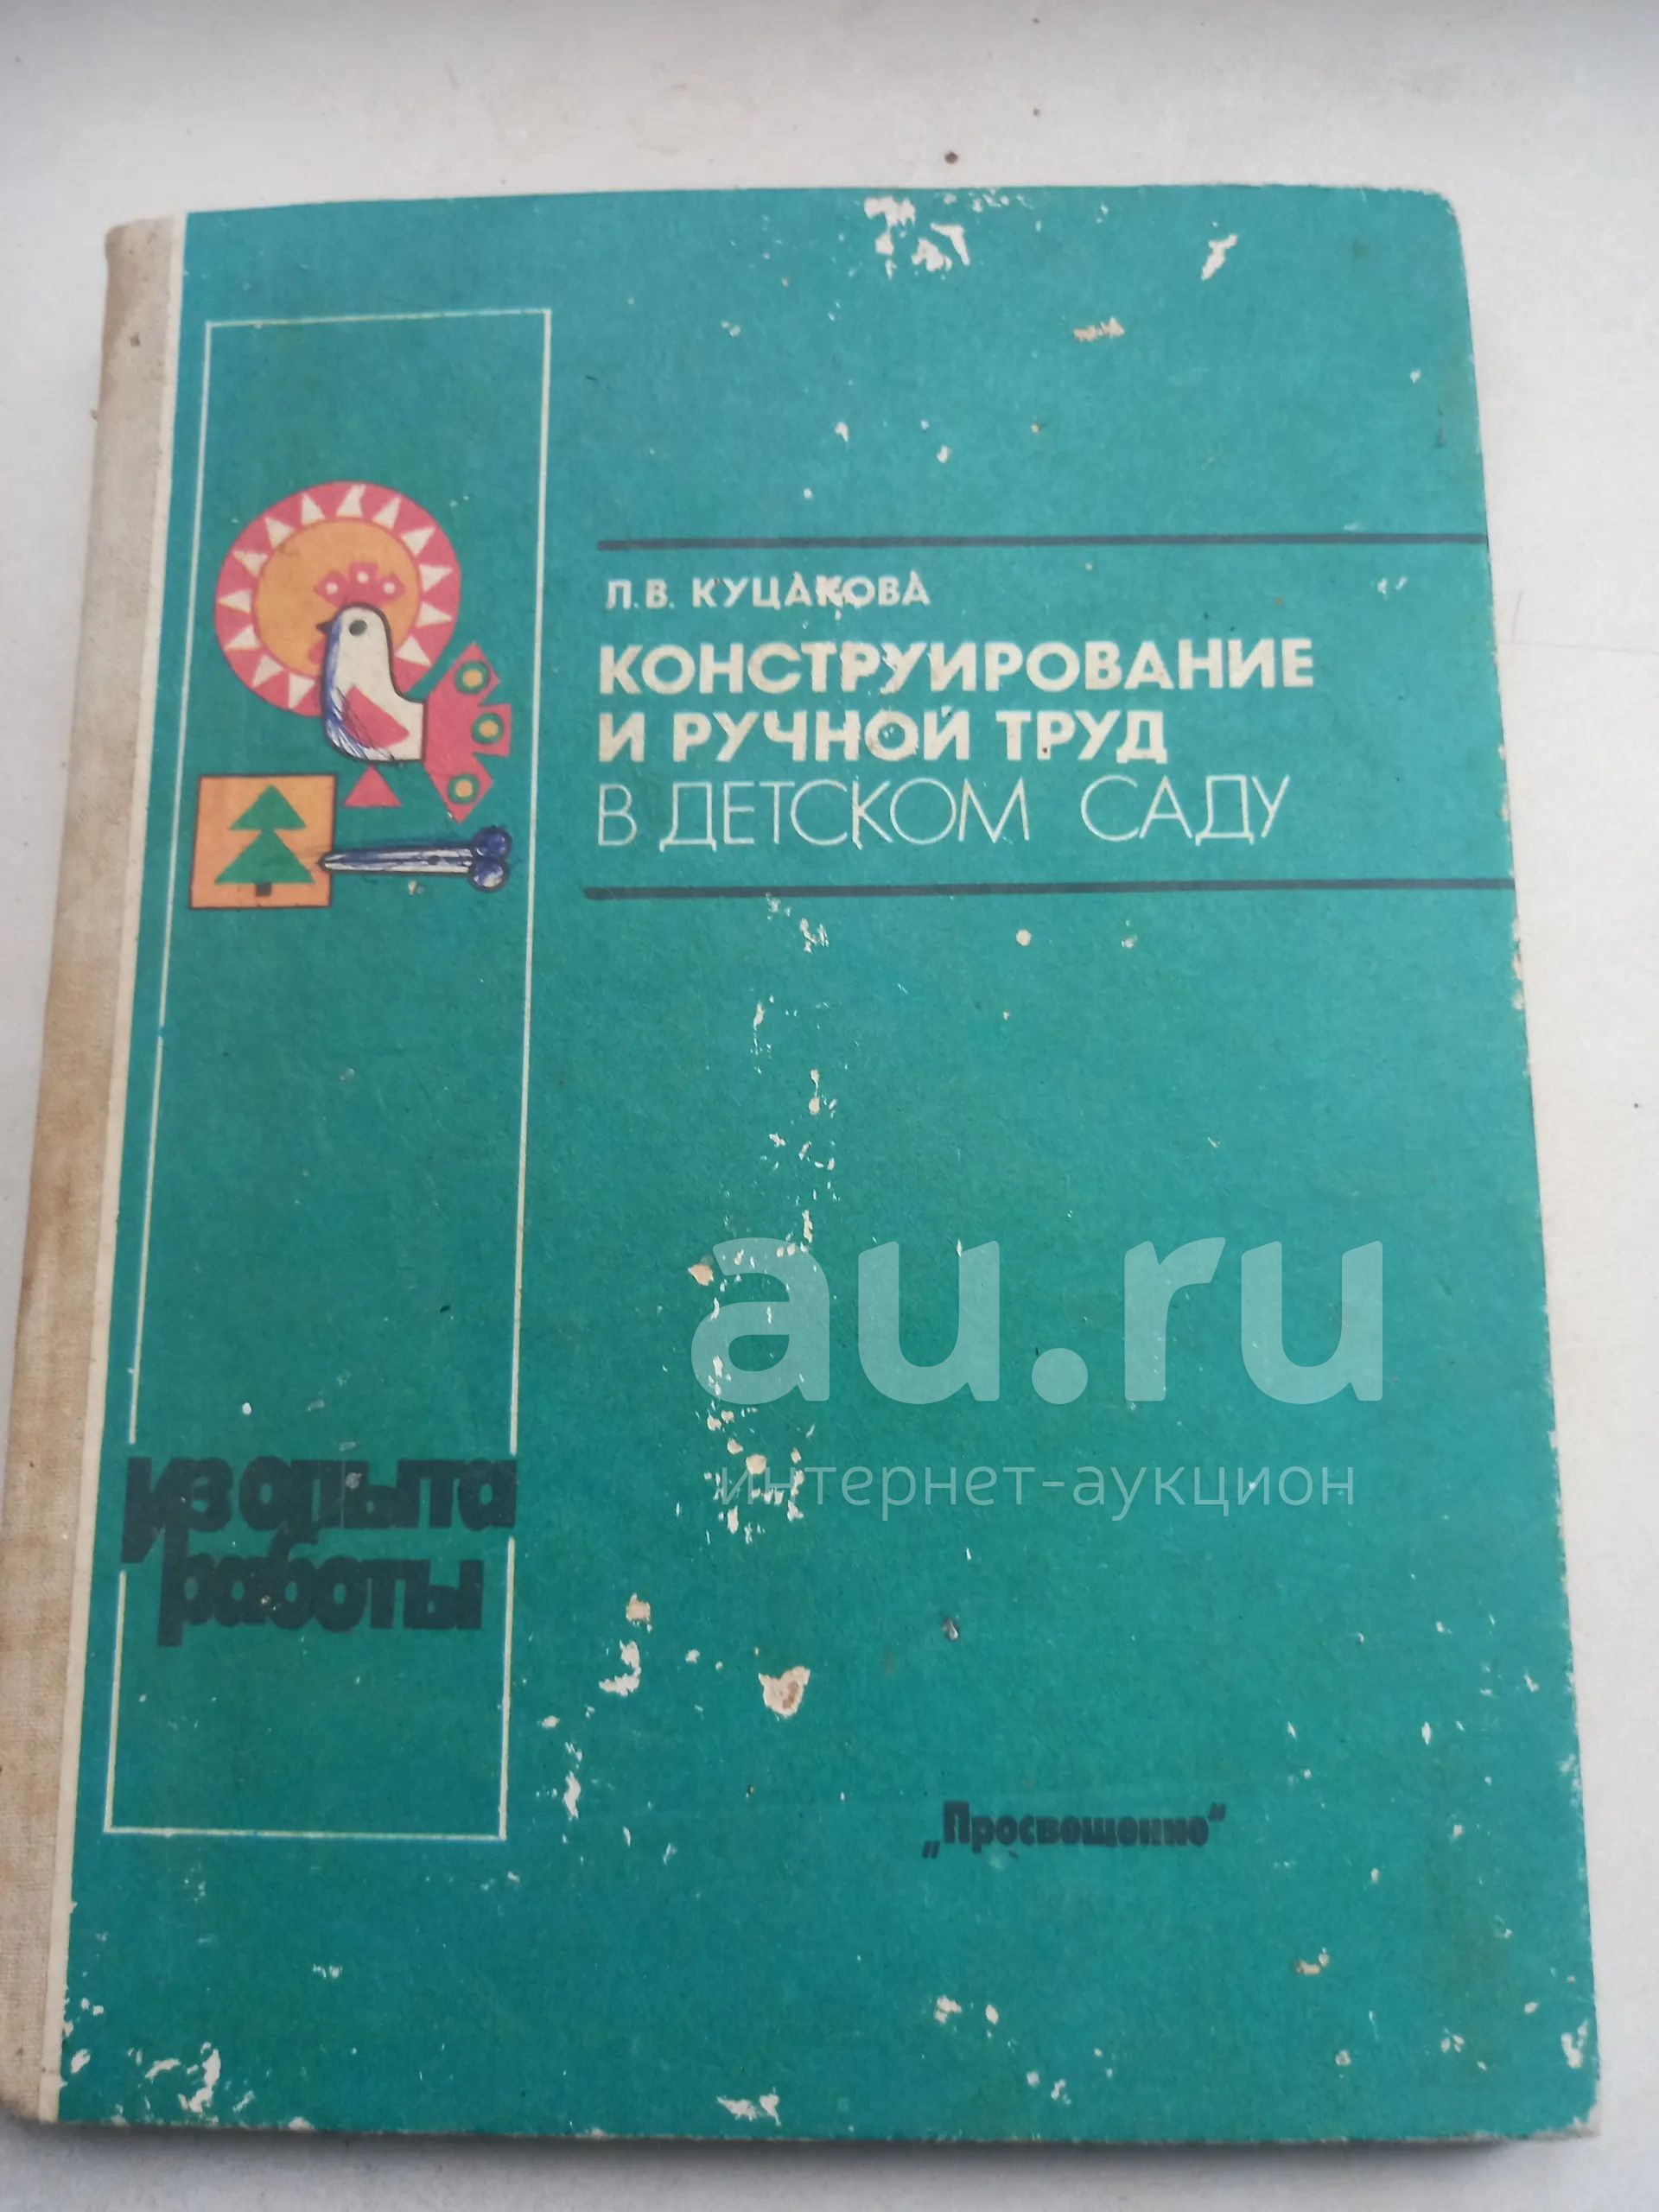 Л.В. КУЦАКОВА
КОНСТРУИРОВАНИЕ
И РУЧНОЙ ТРУД
В ДЕТСКОМ САДУ
au.ru
интернет-аукцион
из опыта
работы
„Просвещение“